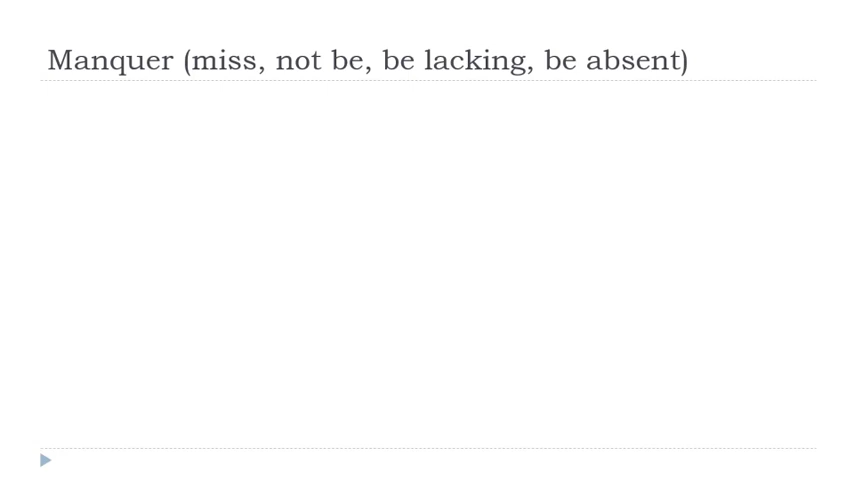 Manquer (miss, not be, be lacking, be absent)